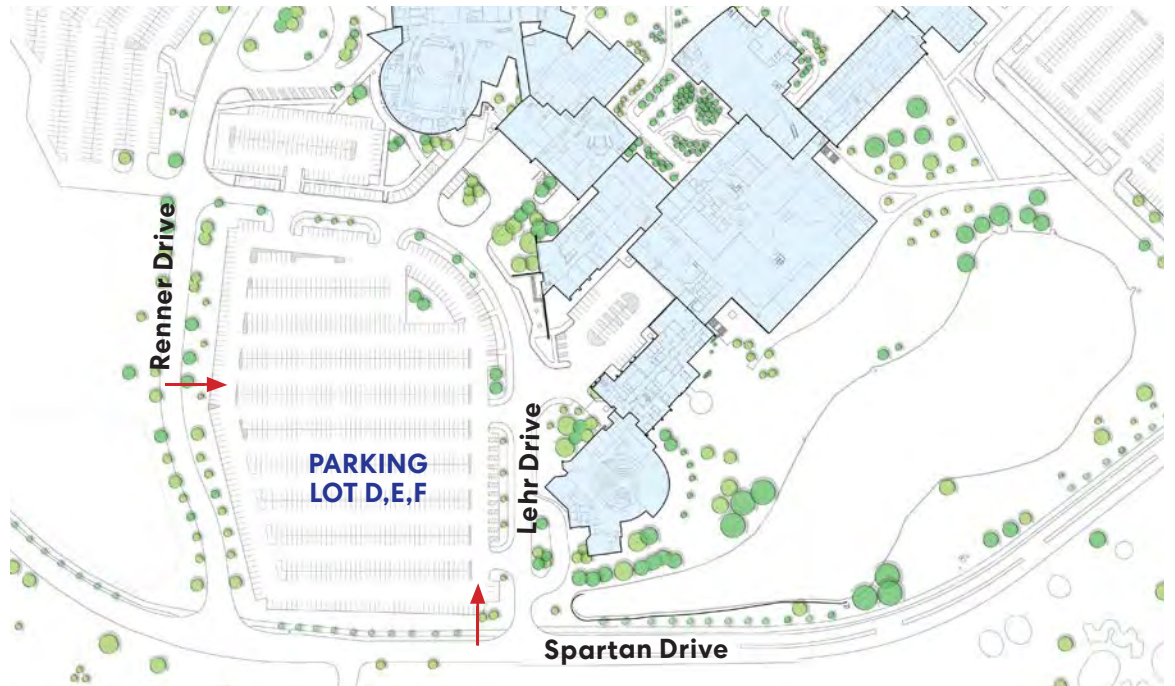 Renner Drive
PARKING
LOT D,E,F
Lehr Drive
Spartan Drive